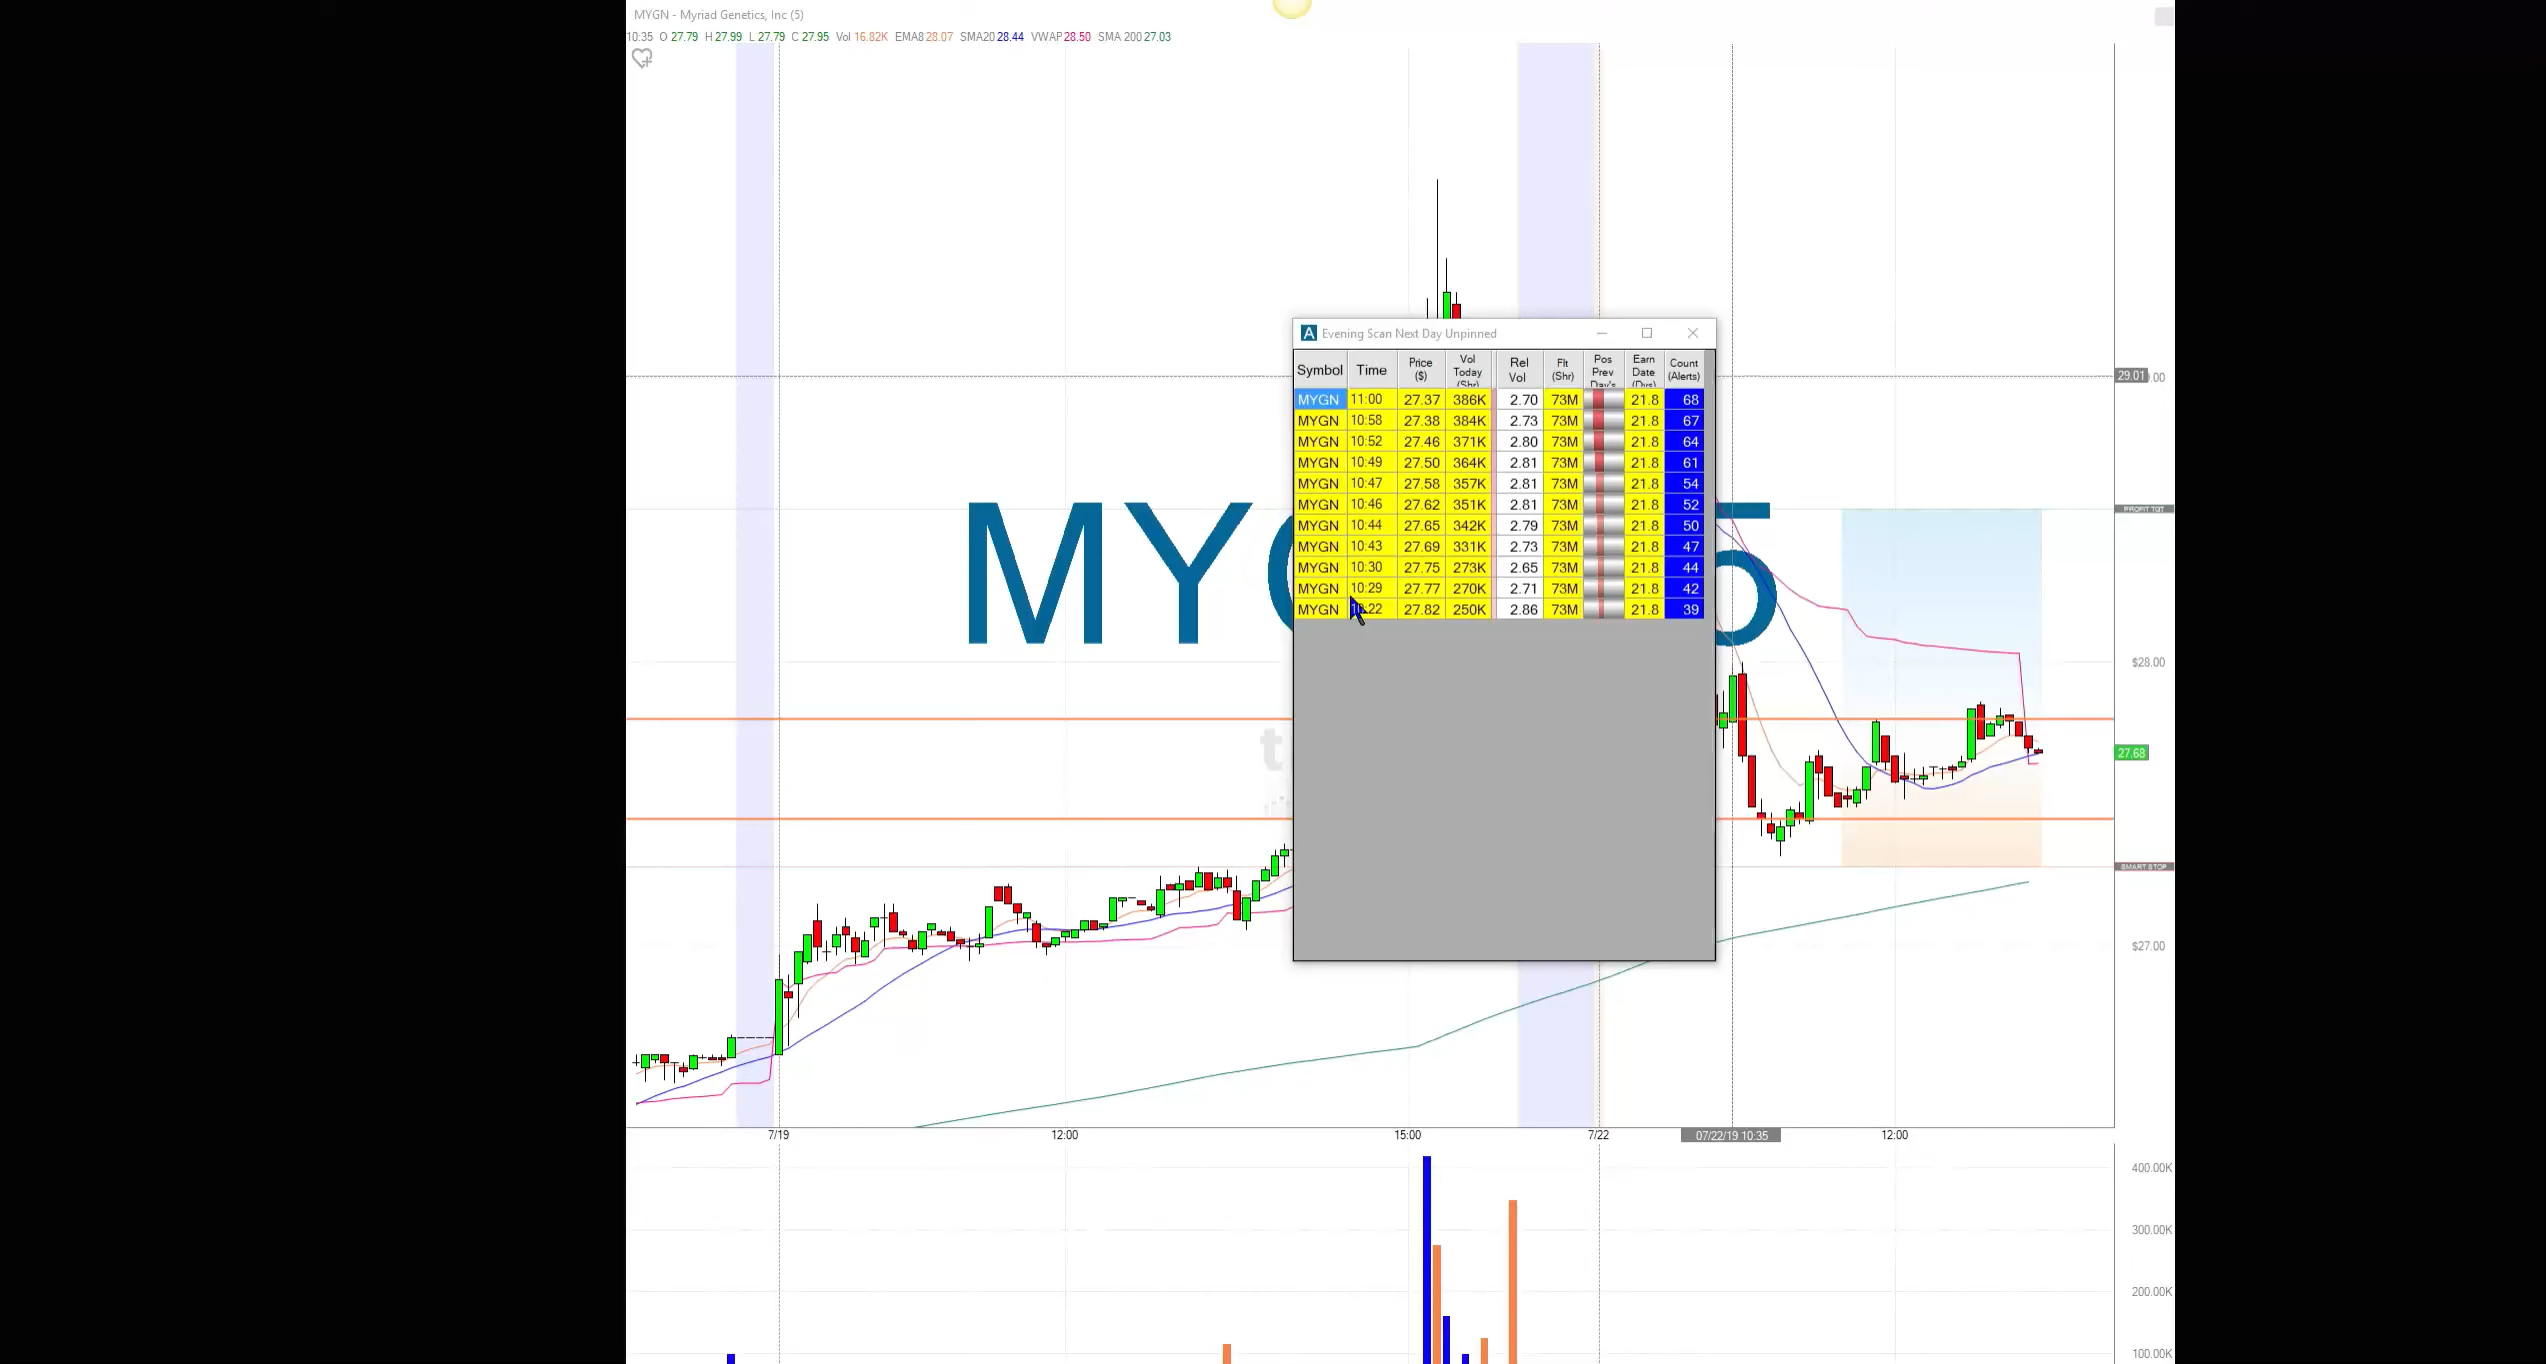 MYGN - Myriad Genetics, Inc (5)
10:35 O 27.79 H 27.99 L 27.79 C 27.95 Vol 16.82K EMA8 28.07 SMA20 28.44 VWAP 28.50 SMA 200 27.03
A Evening Scan Next Day Unpinned
Symbol Time Price ($) Vol Today (Shr) Rel Vol Flt (Shr) Pos Prev Day's Earn Date (Dys) Count (Alerts)
MYGN 11:00 27.37 386K 2.70 73M 21.8 68
MYGN 10:58 27.38 384K 2.73 73M 21.8 67
MYGN 10:52 27.46 371K 2.80 73M 21.8 64
MYGN 10:49 27.50 364K 2.81 73M 21.8 61
MYGN 10:47 27.58 357K 2.81 73M 21.8 54
MYGN 10:46 27.62 351K 2.81 73M 21.8 52
MYGN 10:44 27.65 342K 2.79 73M 21.8 50
MYGN 10:43 27.69 331K 2.73 73M 21.8 47
MYGN 10:30 27.75 273K 2.65 73M 21.8 44
MYGN 10:29 27.77 270K 2.71 73M 21.8 42
MYGN 10:22 27.82 250K 2.86 73M 21.8 39
MY
5
29.01
PROFIT TGT
$28.00
27.68
SMART STOP
$27.00
7/19 12:00 15:00 7/22 07/22/19 10:35 12:00
400.00K
300.00K
200.00K
100.00K